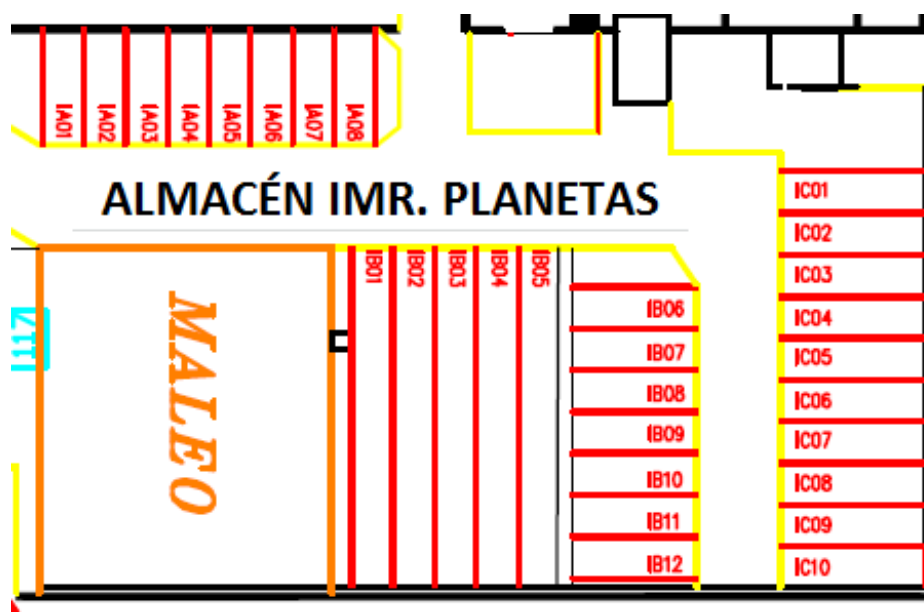 IA01
IA02
IA03
IA04
IA05
IA06
IA07
IA08
ALMACÉN IMR. PLANETAS
MALEO
IB01
IB02
IB03
IB04
IB05
IB06
IB07
IB08
IB09
IB10
IB11
IB12
IC01
IC02
IC03
IC04
IC05
IC06
IC07
IC08
IC09
IC10